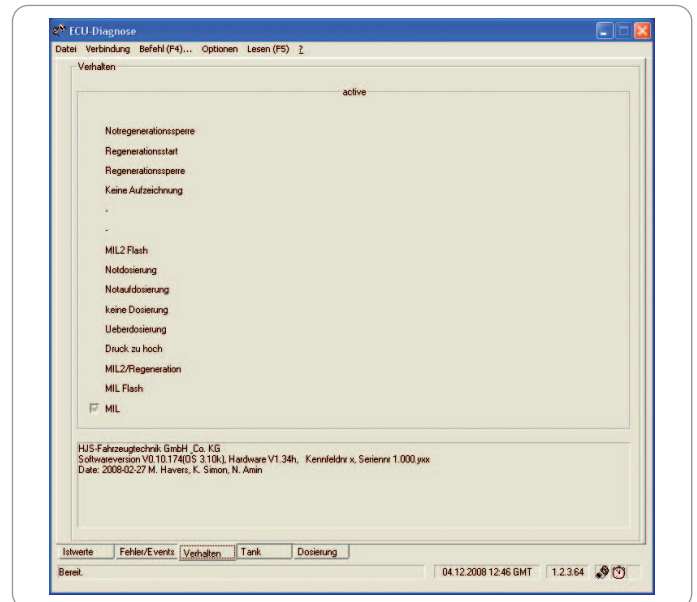 ECU-Diagnose
Datei Verbindung Befehl (F4)... Optionen Lesen (F5) ?
Verhalten
active
Notregenerationssperre
Regenerationsstart
Regenerationssperre
Keine Aufzeichnung
-
-
MIL2 Flash
Notdosierung
Notaufdosierung
keine Dosierung
Ueberdosierung
Druck zu hoch
MIL2/Regeneration
MIL Flash
MIL
HJS-Fahrzeugtechnik GmbH _Co. KG
Softwareversion V0.10.174(OS 3.10k), Hardware V1.34h, Kennfeldnr x, Seriennr 1.000.yxx
Date: 2008-02-27 M. Havers, K. Simon, N. Amin
Istwerte Fehler/Events Verhalten Tank Dosierung
Bereit. 04.12.2008 12:46 GMT 1.2.3.64